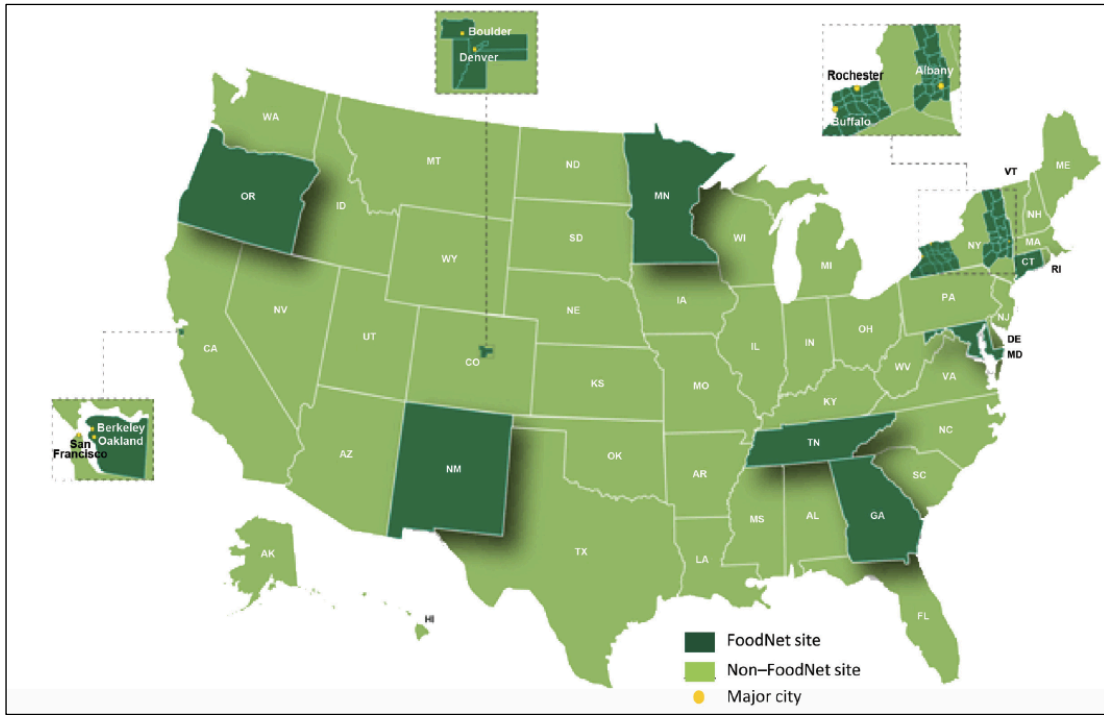 Boulder
Denver
Rochester
Albany
Buffalo
WA
MT
ND
MN
VT
ME
OR
ID
SD
WI
MI
NY
NH
MA
CT
RI
WY
IA
PA
NJ
NV
UT
CO
NE
IL
IN
OH
DE
MD
CA
KS
MO
WV
VA
KY
Berkeley
Oakland
San
Francisco
AZ
NM
OK
AR
TN
NC
SC
MS
AL
GA
TX
LA
AK
HI
FL
FoodNet site
Non–FoodNet site
Major city